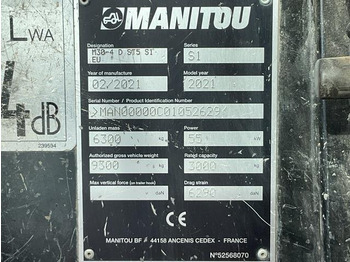 LWA
4dB
239594
MANITOU
Designation
Series
M30-4 D ST5 S1
EU
S1
Year of manufacture
Model year
02/2021
2021
Serial Number / Product Identification Number
Unladen mass
Power
6300 kg
55 kW
Authorized gross vehicle weight
Rated capacity
9300 kg
3000 kg
Max vertical force (on trailer hook)
Drag strain
daN
6290 daN
CE
MANITOU BF - 44158 ANCENIS CEDEX - FRANCE
N°52568070